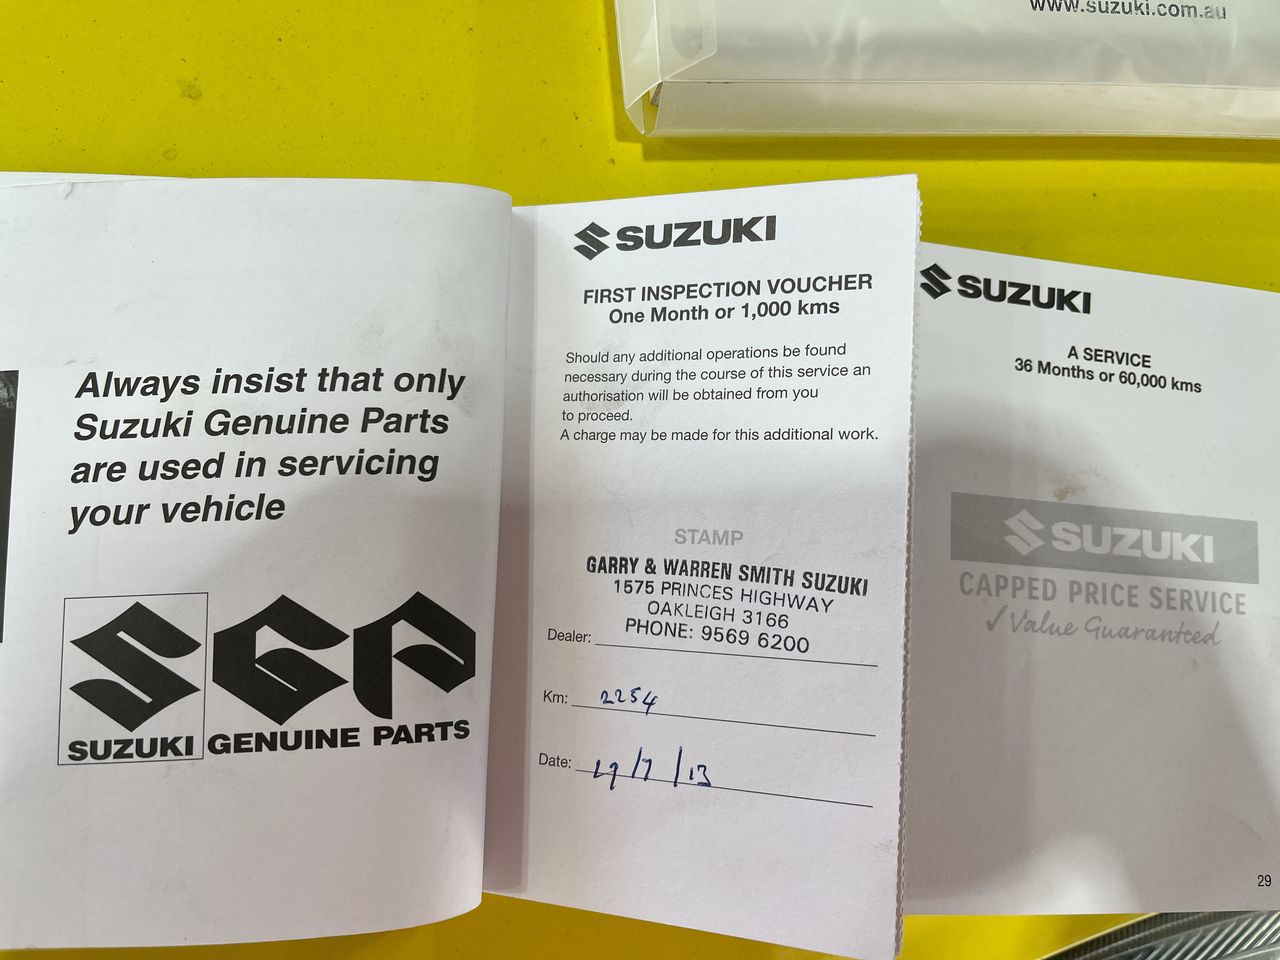 www.suzuki.com.au
Always insist that only
Suzuki Genuine Parts
are used in servicing
your vehicle
SGP
SUZUKI GENUINE PARTS
SUZUKI
FIRST INSPECTION VOUCHER
One Month or 1,000 kms
Should any additional operations be found
necessary during the course of this service an
authorisation will be obtained from you
to proceed.
A charge may be made for this additional work.
STAMP
GARRY & WARREN SMITH SUZUKI
1575 PRINCES HIGHWAY
OAKLEIGH 3166
PHONE: 9569 6200
Dealer:
Km: 2254
Date: 19/7/13
SUZUKI
A SERVICE
36 Months or 60,000 kms
SUZUKI
CAPPED PRICE SERVICE
✓Value Guaranteed
29